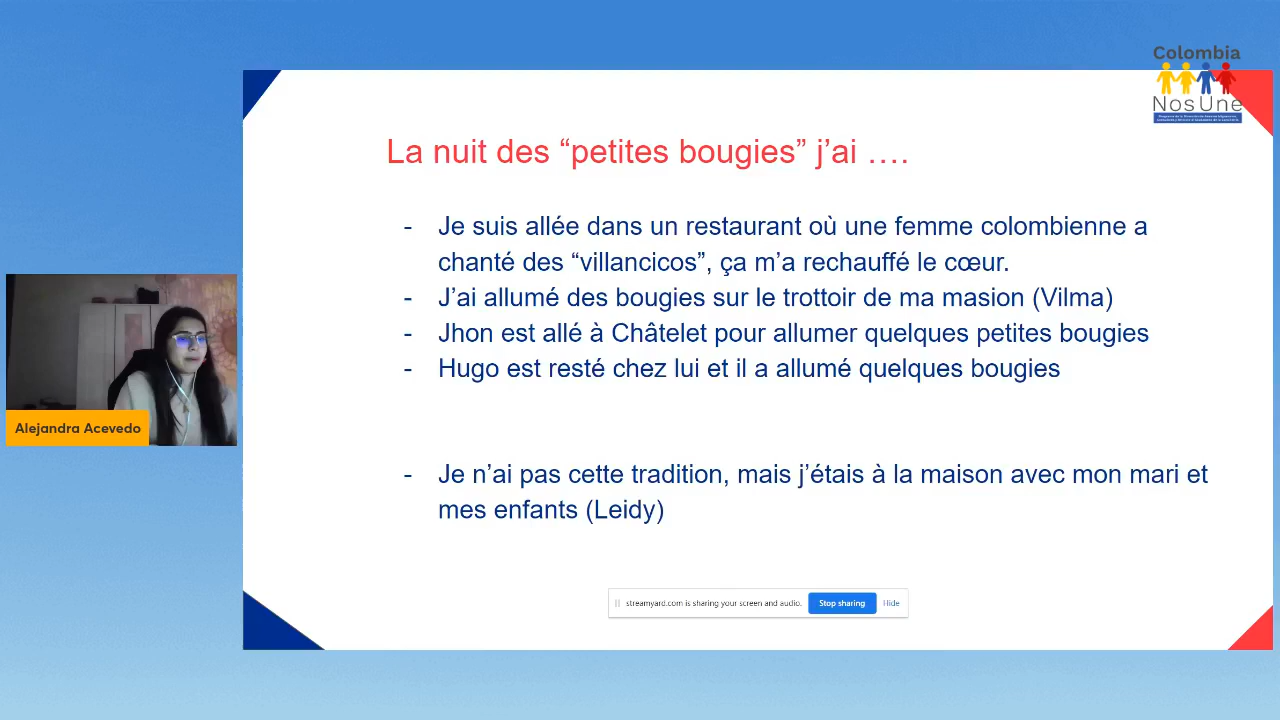 Colombia
NosUne
La nuit des “petites bougies” j’ai ….
- Je suis allée dans un restaurant où une femme colombienne a
chanté des “villancicos”, ça m’a rechauffé le cœur.
- J’ai allumé des bougies sur le trottoir de ma masion (Vilma)
- Jhon est allé à Châtelet pour allumer quelques petites bougies
- Hugo est resté chez lui et il a allumé quelques bougies
Alejandra Acevedo
- Je n’ai pas cette tradition, mais j’étais à la maison avec mon mari et
mes enfants (Leidy)
streamyard.com is sharing your screen and audio. Stop sharing Hide